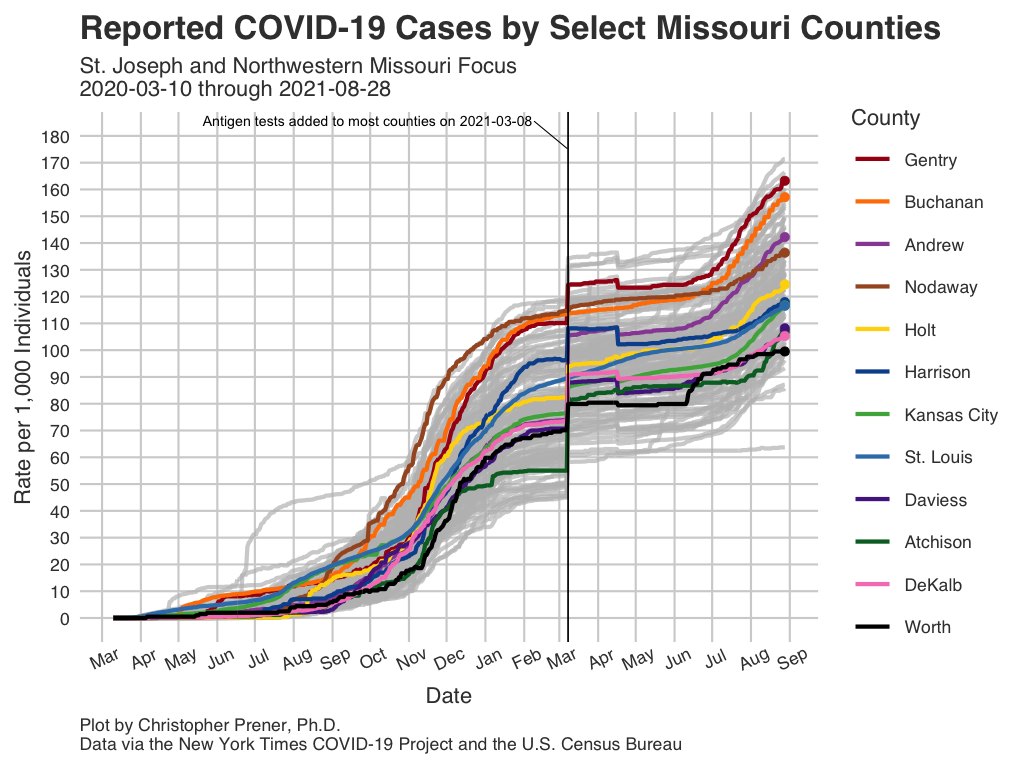 Reported COVID-19 Cases by Select Missouri Counties
St. Joseph and Northwestern Missouri Focus
2020-03-10 through 2021-08-28
Antigen tests added to most counties on 2021-03-08
Rate per 1,000 Individuals
180
170
160
150
140
130
120
110
100
90
80
70
60
50
40
30
20
10
0
Mar Apr May Jun Jul Aug Sep Oct Nov Dec Jan Feb Mar Apr May Jun Jul Aug Sep
Date
County
Gentry
Buchanan
Andrew
Nodaway
Holt
Harrison
Kansas City
St. Louis
Daviess
Atchison
DeKalb
Worth
Plot by Christopher Prener, Ph.D.
Data via the New York Times COVID-19 Project and the U.S. Census Bureau